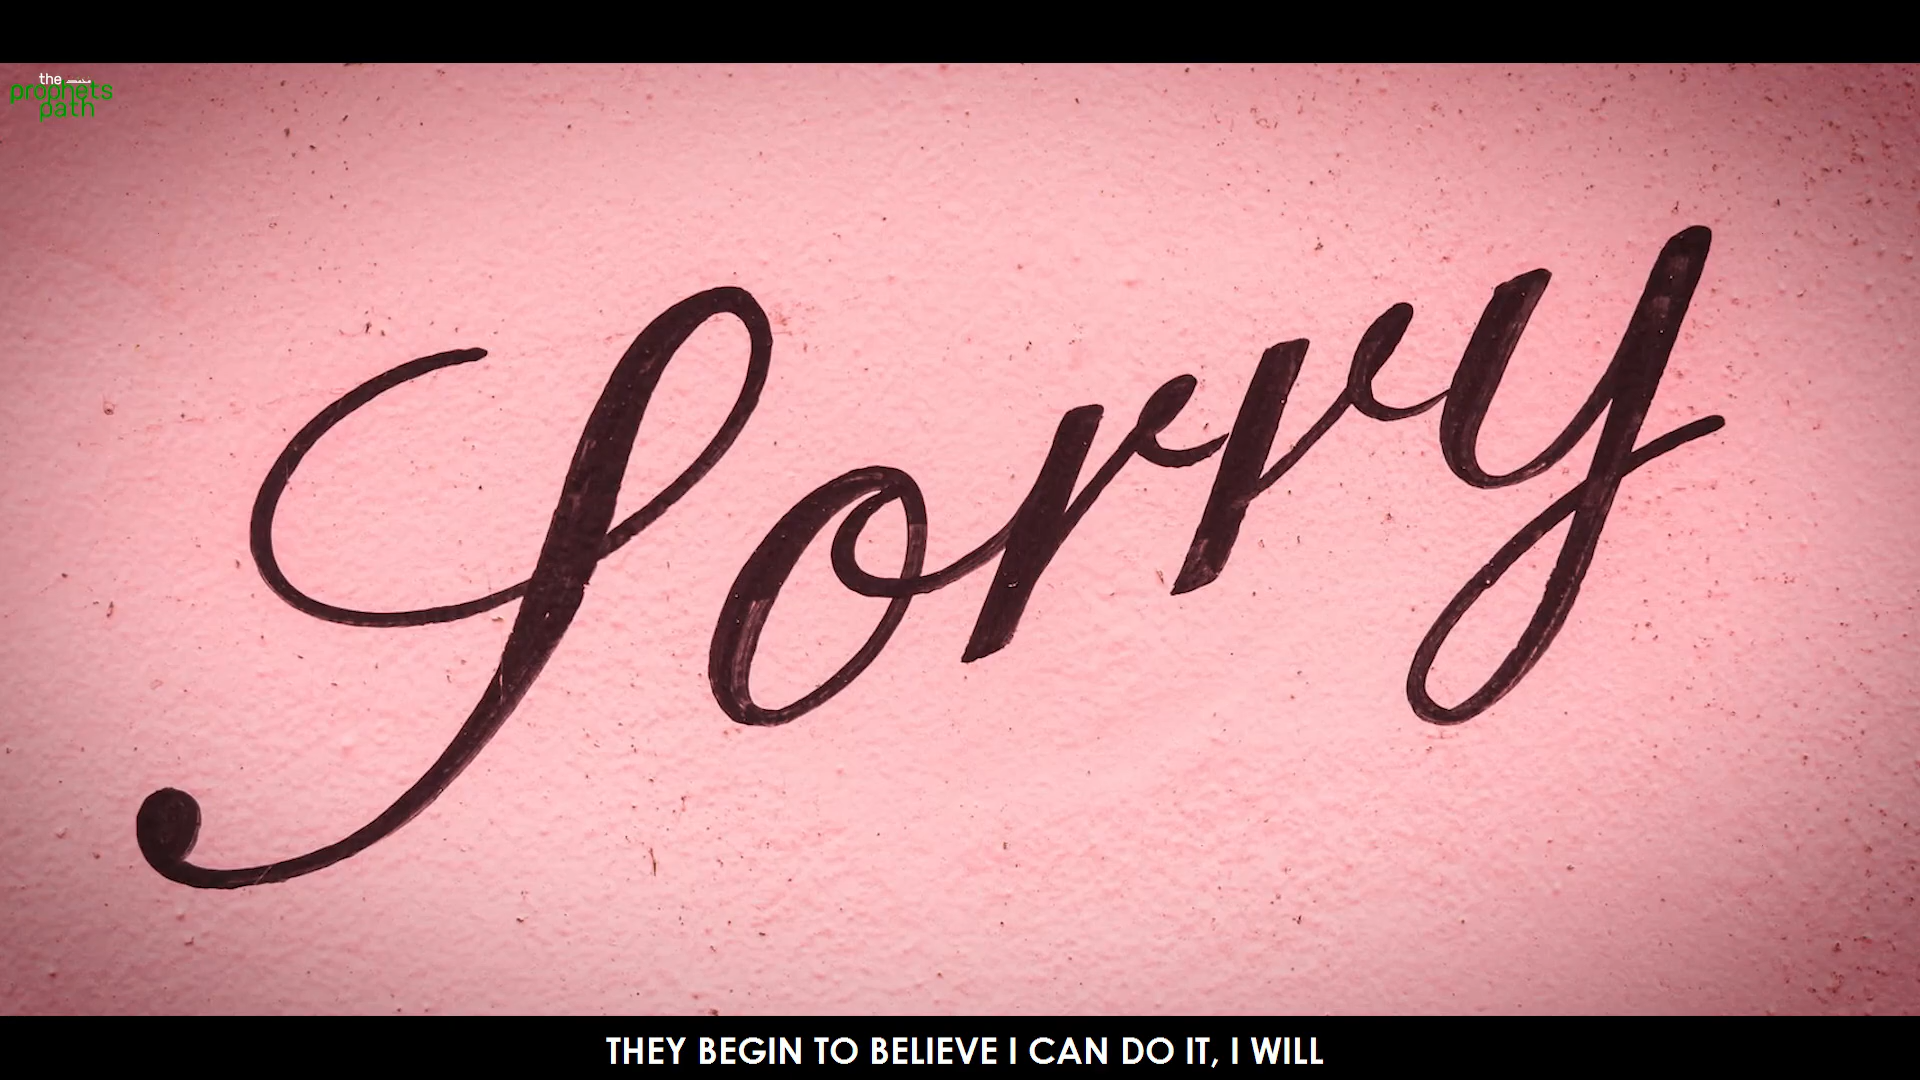 the
prophets
path
Sorry
THEY BEGIN TO BELIEVE I CAN DO IT, I WILL